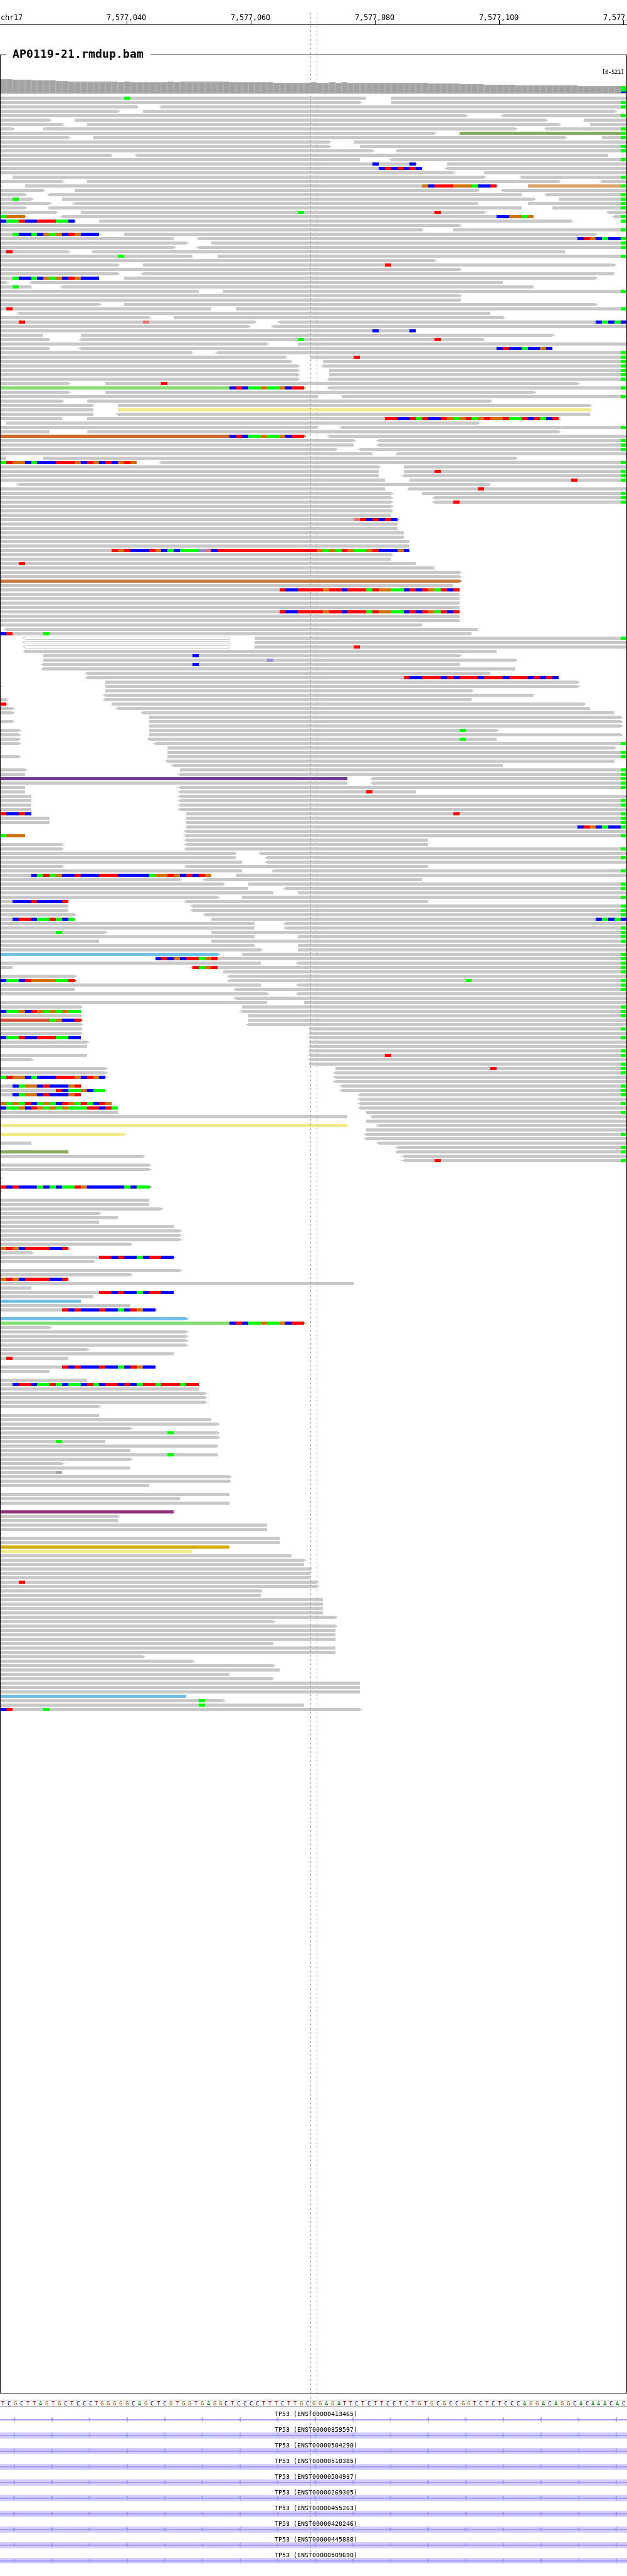 chr17 7,577,040 7,577,060 7,577,080 7,577,100 7,577,
AP0119-21.rmdup.bam
[0-521]
TCGCTTAGTGCTCCCTGGGGGCAGCTCGTGGTGAGGCTCCCCTTTCTTGCGGAGATTCTCTTCCTCTGTGCGCCGGTCTCTCCCAGGACAGGCACAAACAC
TP53 (ENST00000413465)
TP53 (ENST00000359597)
TP53 (ENST00000504290)
TP53 (ENST00000510385)
TP53 (ENST00000504937)
TP53 (ENST00000269305)
TP53 (ENST00000455263)
TP53 (ENST00000420246)
TP53 (ENST00000445888)
TP53 (ENST00000509690)